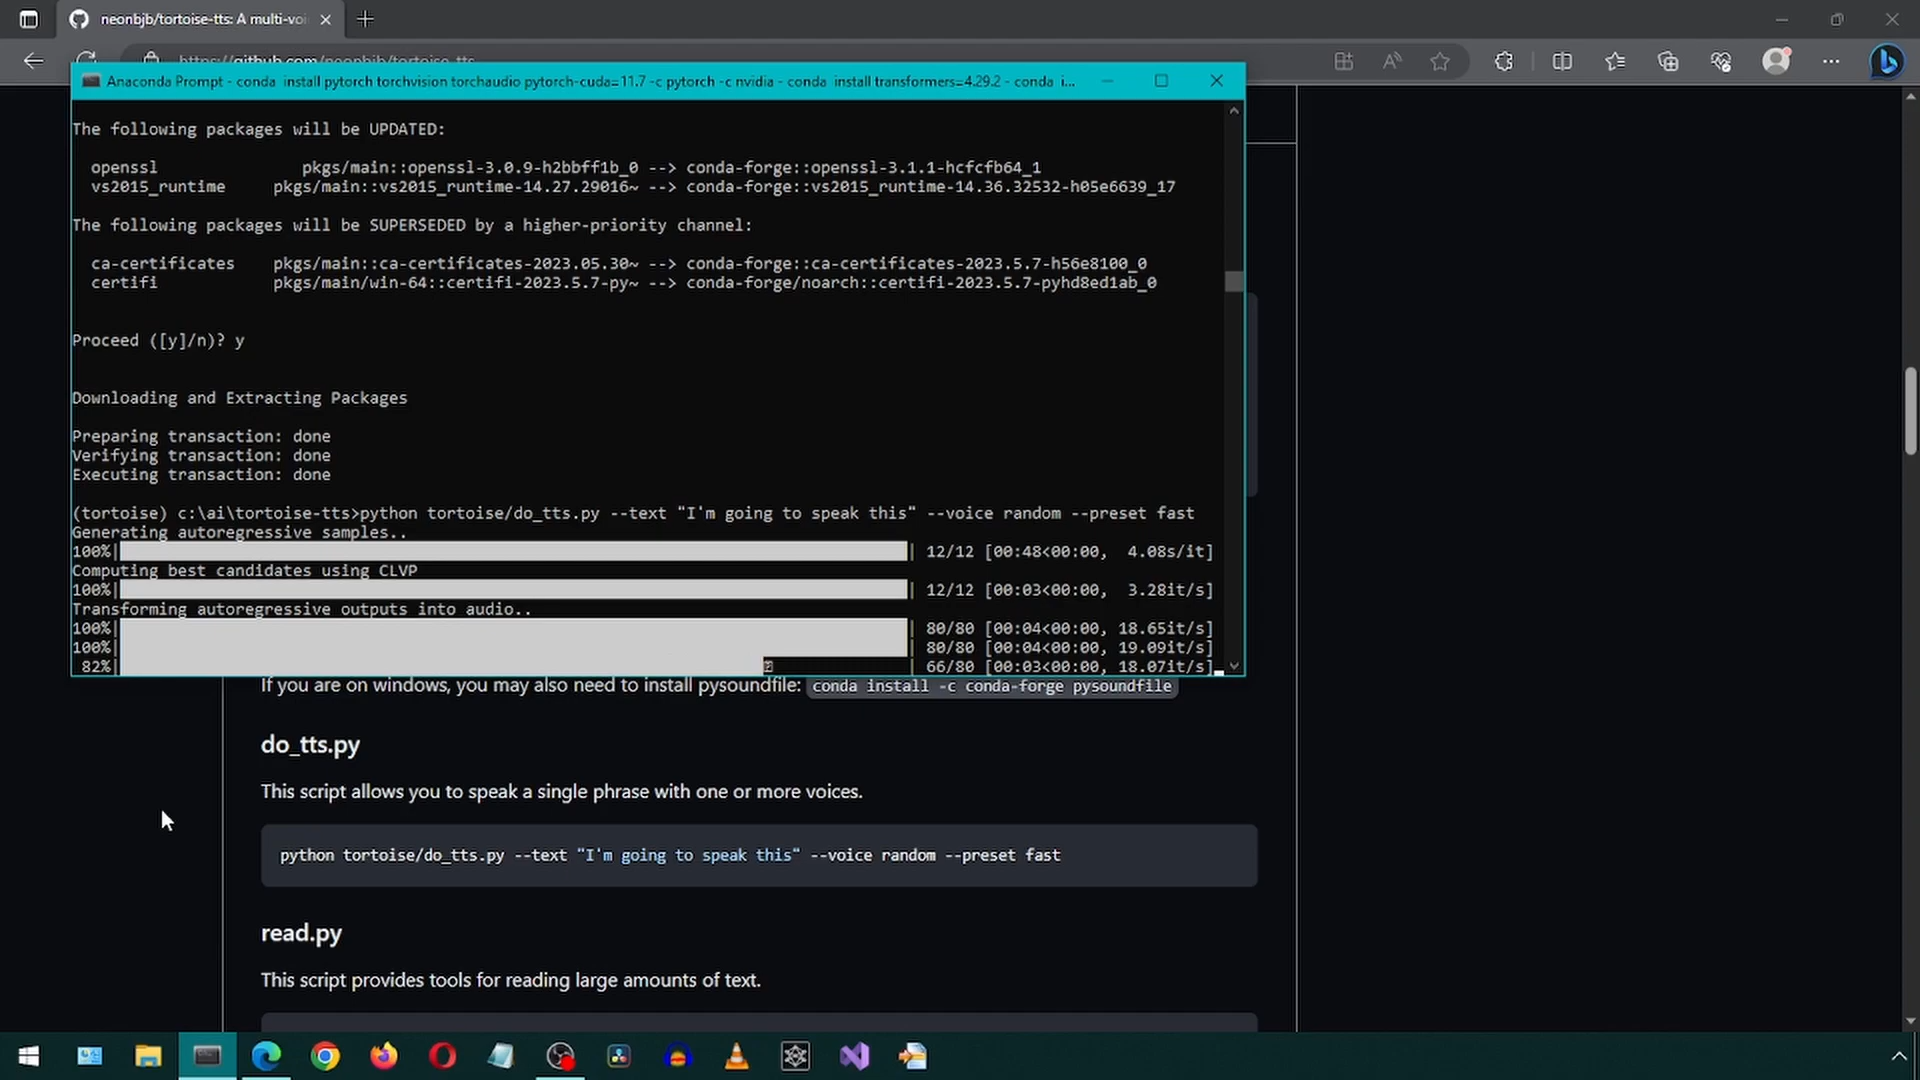 neonbjb/tortoise-tts: A multi-voi
https://github.com/neonbjb/tortoise-tts
Anaconda Prompt - conda  install pytorch torchvision torchaudio pytorch-cuda=11.7 -c pytorch -c nvidia - conda  install transformers=4.29.2 - conda  i...
The following packages will be UPDATED:
openssl pkgs/main::openssl-3.0.9-h2bbff1b_0 --> conda-forge::openssl-3.1.1-hcfcfb64_1
vs2015_runtime pkgs/main::vs2015_runtime-14.27.29016~ --> conda-forge::vs2015_runtime-14.36.32532-h05e6639_17
The following packages will be SUPERSEDED by a higher-priority channel:
ca-certificates pkgs/main::ca-certificates-2023.05.30~ --> conda-forge::ca-certificates-2023.5.7-h56e8100_0
certifi pkgs/main/win-64::certifi-2023.5.7-py~ --> conda-forge/noarch::certifi-2023.5.7-pyhd8ed1ab_0
Proceed ([y]/n)? y
Downloading and Extracting Packages
Preparing transaction: done
Verifying transaction: done
Executing transaction: done
(tortoise) c:\ai\tortoise-tts>python tortoise/do_tts.py --text "I'm going to speak this" --voice random --preset fast
Generating autoregressive samples..
100%| | 12/12 [00:48<00:00,  4.08s/it]
Computing best candidates using CLVP
100%| | 12/12 [00:03<00:00,  3.28it/s]
Transforming autoregressive outputs into audio..
100%| | 80/80 [00:04<00:00, 18.65it/s]
100%| | 80/80 [00:04<00:00, 19.09it/s]
82%| | 66/80 [00:03<00:00, 18.07it/s]
If you are on windows, you may also need to install pysoundfile: conda install -c conda-forge pysoundfile
do_tts.py
This script allows you to speak a single phrase with one or more voices.
python tortoise/do_tts.py --text "I'm going to speak this" --voice random --preset fast
read.py
This script provides tools for reading large amounts of text.